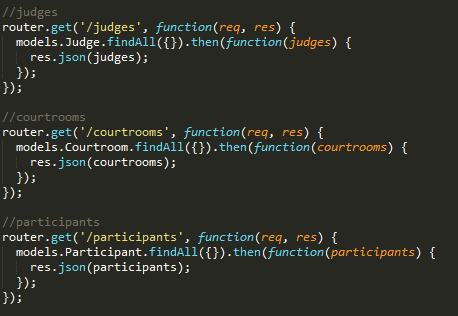 //judges
router.get('/judges', function(req, res) {
  models.Judge.findAll({}).then(function(judges) {
    res.json(judges);
  });
});

//courtrooms
router.get('/courtrooms', function(req, res) {
  models.Courtroom.findAll({}).then(function(courtrooms) {
    res.json(courtrooms);
  });
});

//participants
router.get('/participants', function(req, res) {
  models.Participant.findAll({}).then(function(participants) {
    res.json(participants);
  });
});